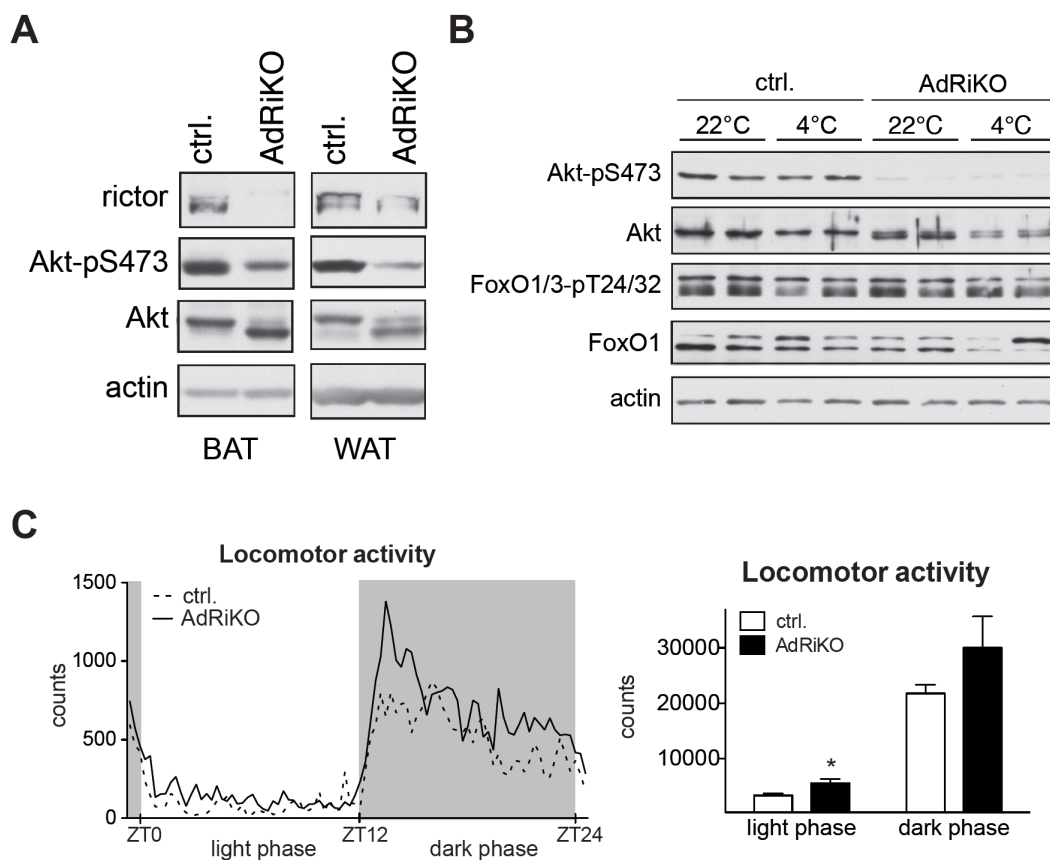 A
ctrl.
AdRiKO
ctrl.
AdRiKO
rictor
Akt-pS473
Akt
actin
BAT
WAT
B
ctrl.
AdRiKO
22°C
4°C
22°C
4°C
Akt-pS473
Akt
FoxO1/3-pT24/32
FoxO1
actin
C
Locomotor activity
1500
1000
500
0
counts
ctrl.
AdRiKO
ZT0
light phase
ZT12
dark phase
ZT24
Locomotor activity
30000
20000
10000
counts
ctrl.
AdRiKO
*
light phase
dark phase